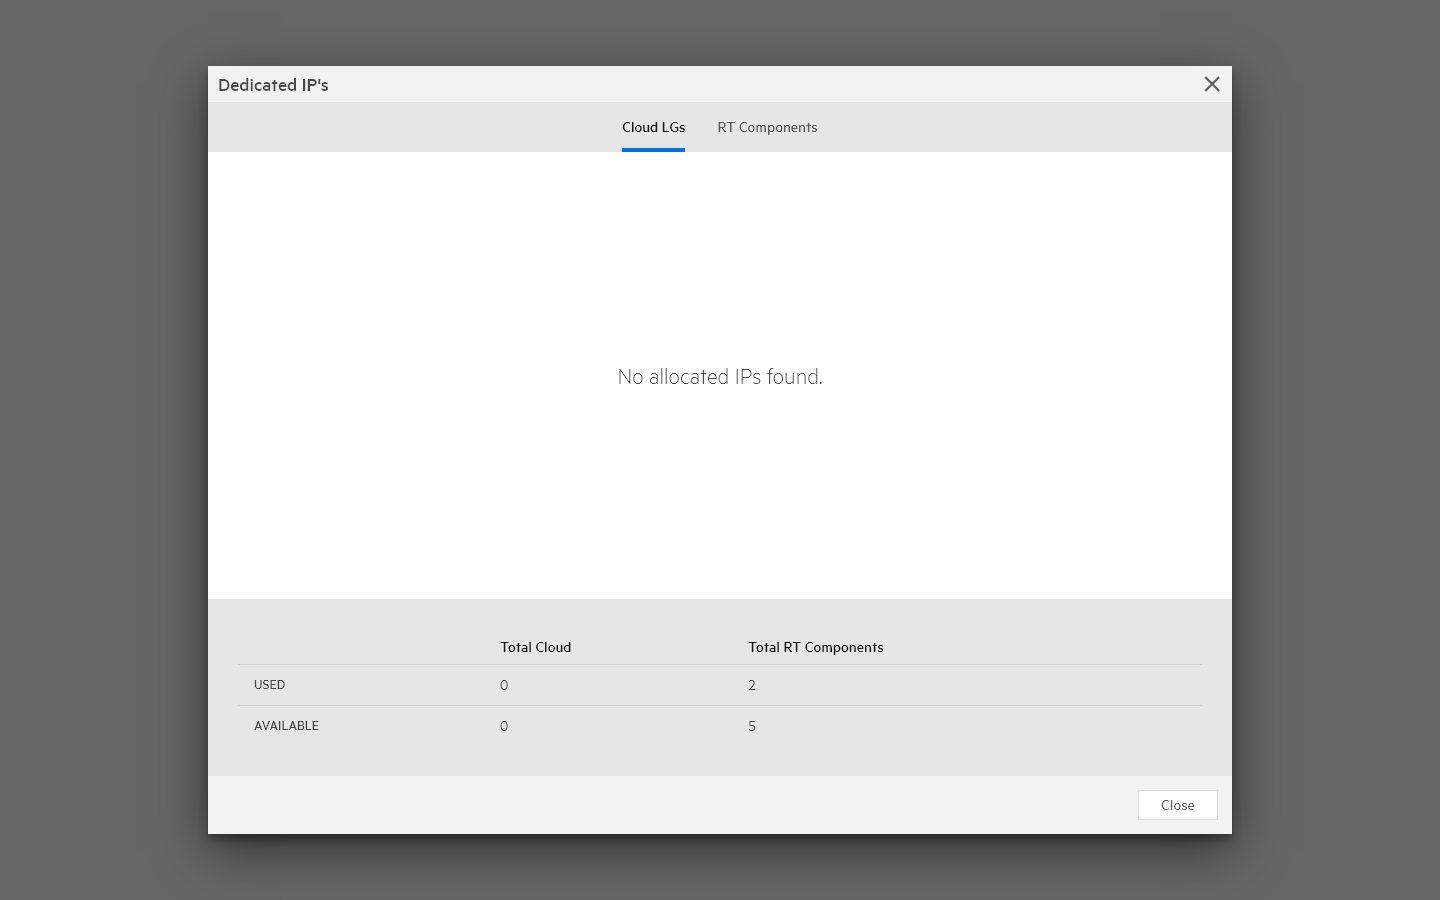 Dedicated IP's
Cloud LGs RT Components
No allocated IPs found.
Total Cloud Total RT Components
USED 0 2
AVAILABLE 0 5
Close